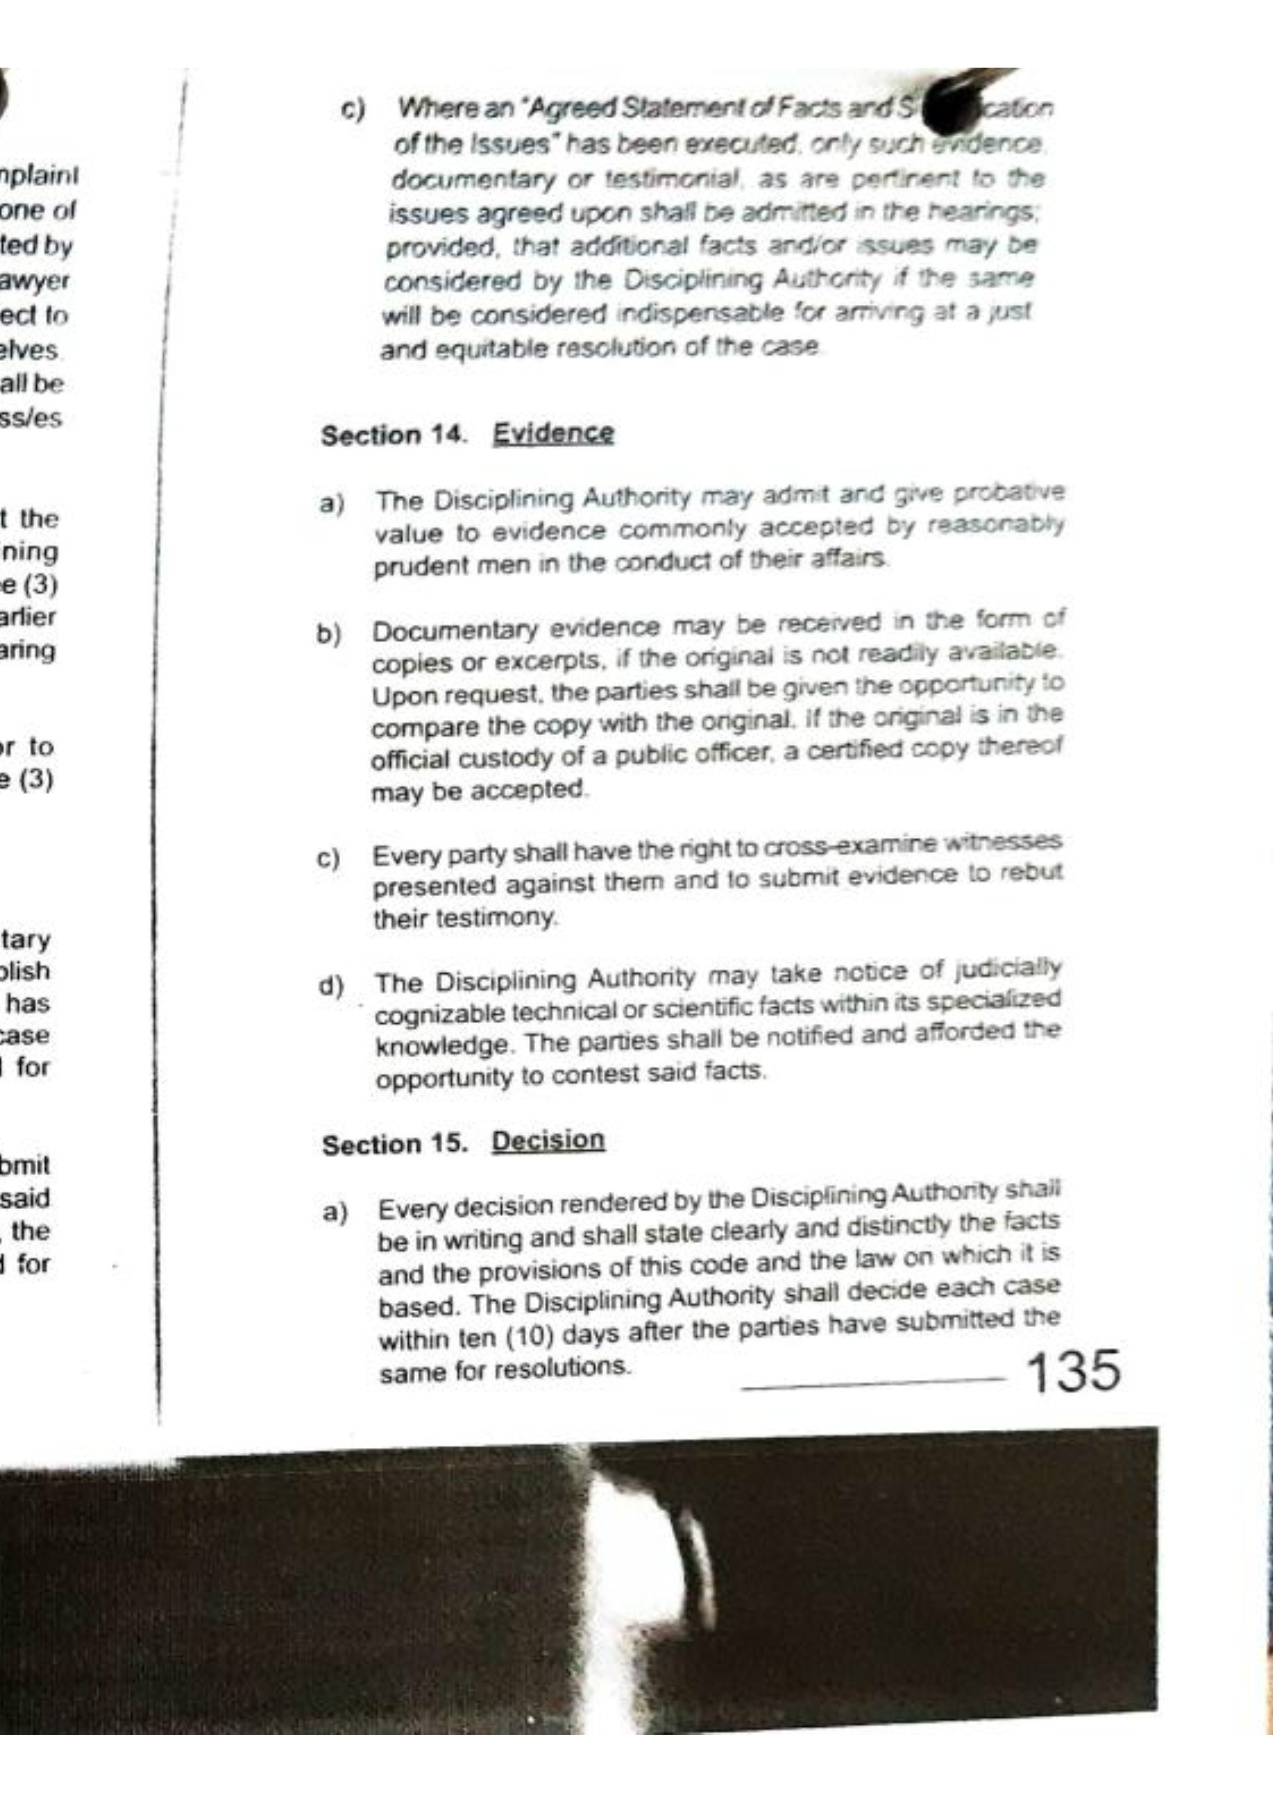 nplaint
one of
ted by
awyer
ect to
elves.
all be
ss/es
t the
ning
e (3)
arlier
aring
or to
e (3)
tary
olish
has
case
for
omit
said
, the
for
c) Where an "Agreed Statement of Facts and S cation
of the Issues" has been executed, only such evidence,
documentary or testimonial, as are pertinent to the
issues agreed upon shall be admitted in the hearings;
provided, that additional facts and/or issues may be
considered by the Disciplining Authority if the same
will be considered indispensable for arriving at a just
and equitable resolution of the case.
Section 14. Evidence
a) The Disciplining Authority may admit and give probative
value to evidence commonly accepted by reasonably
prudent men in the conduct of their affairs.
b) Documentary evidence may be received in the form of
copies or excerpts, if the original is not readily available.
Upon request, the parties shall be given the opportunity to
compare the copy with the original. If the original is in the
official custody of a public officer, a certified copy thereof
may be accepted.
c) Every party shall have the right to cross-examine witnesses
presented against them and to submit evidence to rebut
their testimony.
d) The Disciplining Authority may take notice of judicially
cognizable technical or scientific facts within its specialized
knowledge. The parties shall be notified and afforded the
opportunity to contest said facts.
Section 15. Decision
a) Every decision rendered by the Disciplining Authority shall
be in writing and shall state clearly and distinctly the facts
and the provisions of this code and the law on which it is
based. The Disciplining Authority shall decide each case
within ten (10) days after the parties have submitted the
same for resolutions.
135